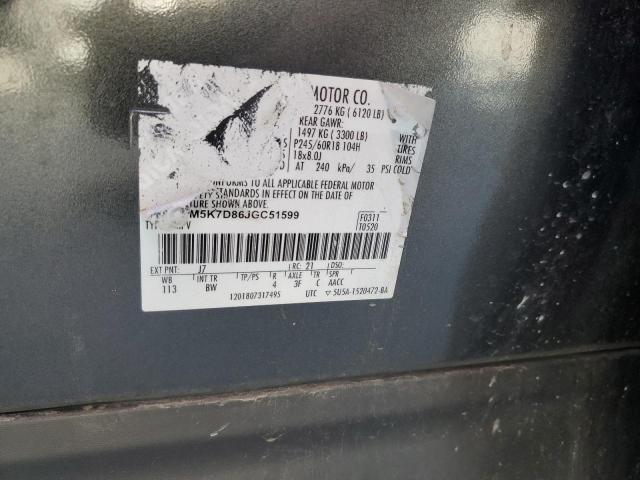 MOTOR CO.
2776 KG ( 6120 LB)
REAR GAWR:
1497 KG ( 3300 LB) WITH
P245/60R18 104H TIRES
18x8.0J RIMS
AT 240 kPa/ 35 PSI COLD
INFORMS TO ALL APPLICABLE FEDERAL MOTOR
STANDARDS IN EFFECT ON THE DATE OF
TURE SHOWN ABOVE.
M5K7D86JGC51599 F0311
T0520
EXT PNT: J7 RC: 21 DSO:
WB INT TR TP/PS R AXLE TR SPR
113 BW 4 3F C AACC
1201807317495 UTC ▽ 5U5A-1520472-BA